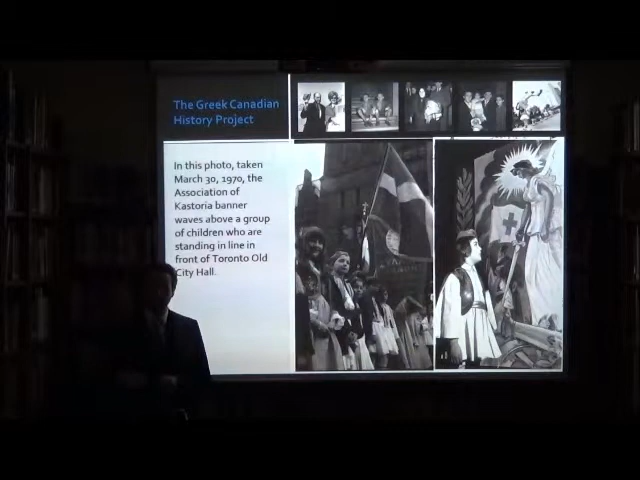 The Greek Canadian
History Project
In this photo, taken
March 30, 1970, the
Association of
Kastoria banner
waves above a group
of children who are
standing in line in
front of Toronto Old
City Hall.